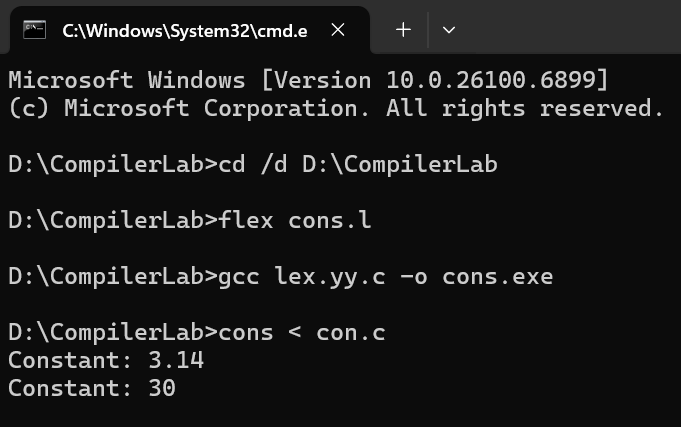 C:\Windows\System32\cmd.e
Microsoft Windows [Version 10.0.26100.6899]
(c) Microsoft Corporation. All rights reserved.
D:\CompilerLab>cd /d D:\CompilerLab
D:\CompilerLab>flex cons.l
D:\CompilerLab>gcc lex.yy.c -o cons.exe
D:\CompilerLab>cons < con.c
Constant: 3.14
Constant: 30